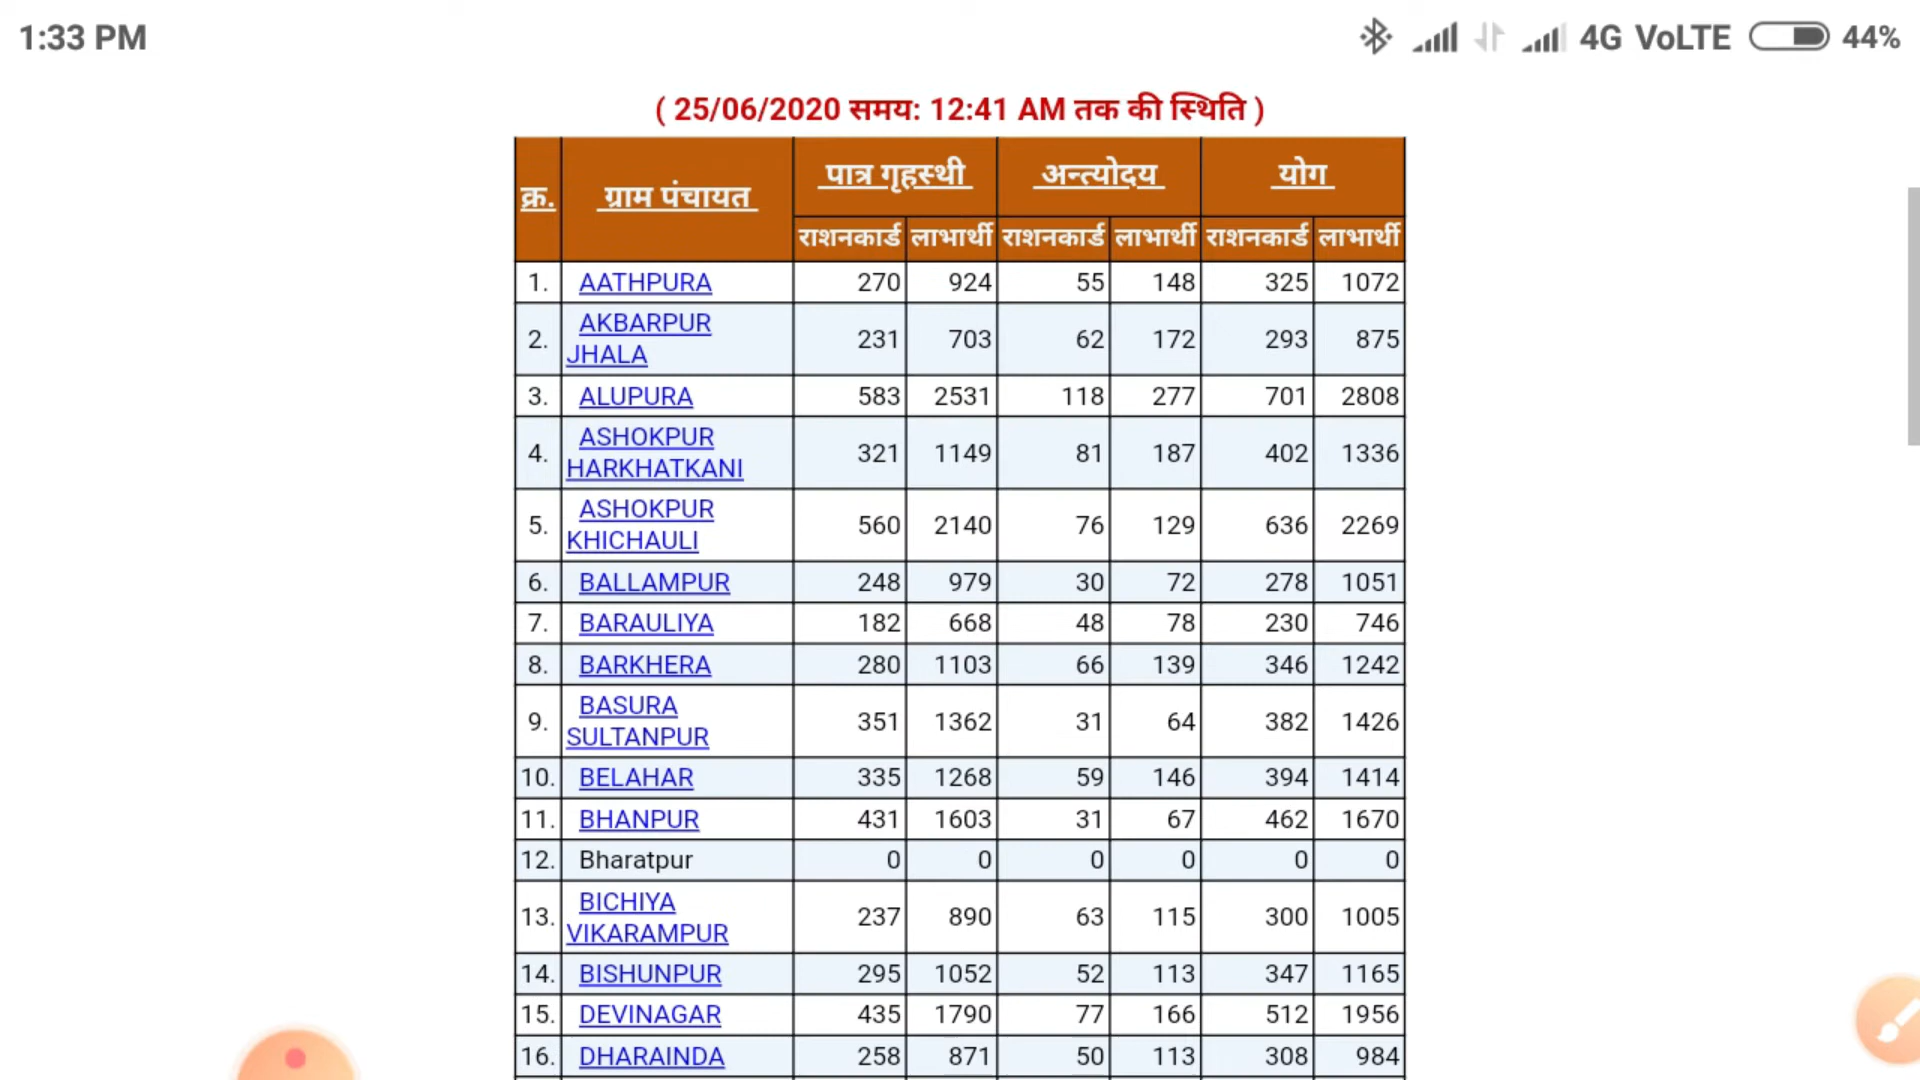 1:33 PM 4G VoLTE 44%
( 25/06/2020 समय: 12:41 AM तक की स्थिति )
क्र. ग्राम पंचायत पात्र गृहस्थी अन्त्योदय योग
राशनकार्ड लाभार्थी राशनकार्ड लाभार्थी राशनकार्ड लाभार्थी
1. AATHPURA 270 924 55 148 325 1072
2. AKBARPUR JHALA 231 703 62 172 293 875
3. ALUPURA 583 2531 118 277 701 2808
4. ASHOKPUR HARKHATKANI 321 1149 81 187 402 1336
5. ASHOKPUR KHICHAULI 560 2140 76 129 636 2269
6. BALLAMPUR 248 979 30 72 278 1051
7. BARAULIYA 182 668 48 78 230 746
8. BARKHERA 280 1103 66 139 346 1242
9. BASURA SULTANPUR 351 1362 31 64 382 1426
10. BELAHAR 335 1268 59 146 394 1414
11. BHANPUR 431 1603 31 67 462 1670
12. Bharatpur 0 0 0 0 0 0
13. BICHIYA VIKARAMPUR 237 890 63 115 300 1005
14. BISHUNPUR 295 1052 52 113 347 1165
15. DEVINAGAR 435 1790 77 166 512 1956
16. DHARAINDA 258 871 50 113 308 984